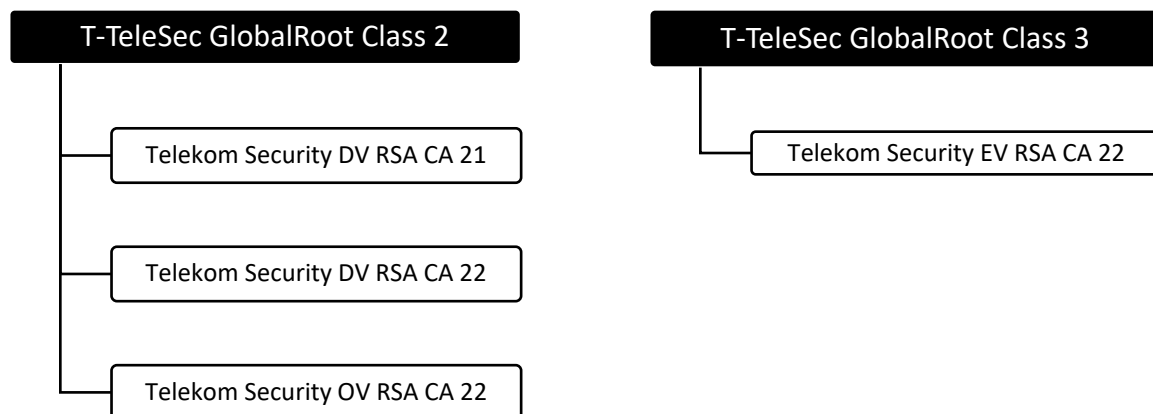 T-TeleSec GlobalRoot Class 2
Telekom Security DV RSA CA 21
Telekom Security DV RSA CA 22
Telekom Security OV RSA CA 22
T-TeleSec GlobalRoot Class 3
Telekom Security EV RSA CA 22